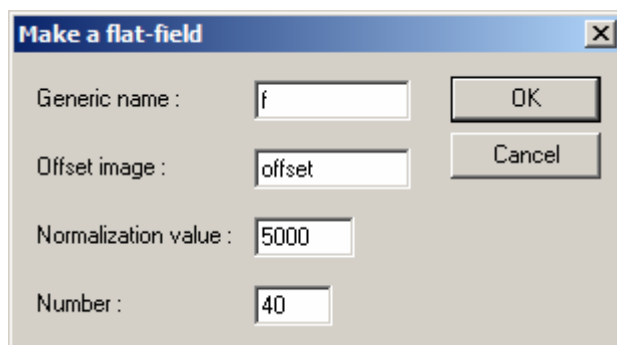 Make a flat-field
Generic name : f OK
Offset image : offset Cancel
Normalization value : 5000
Number : 40